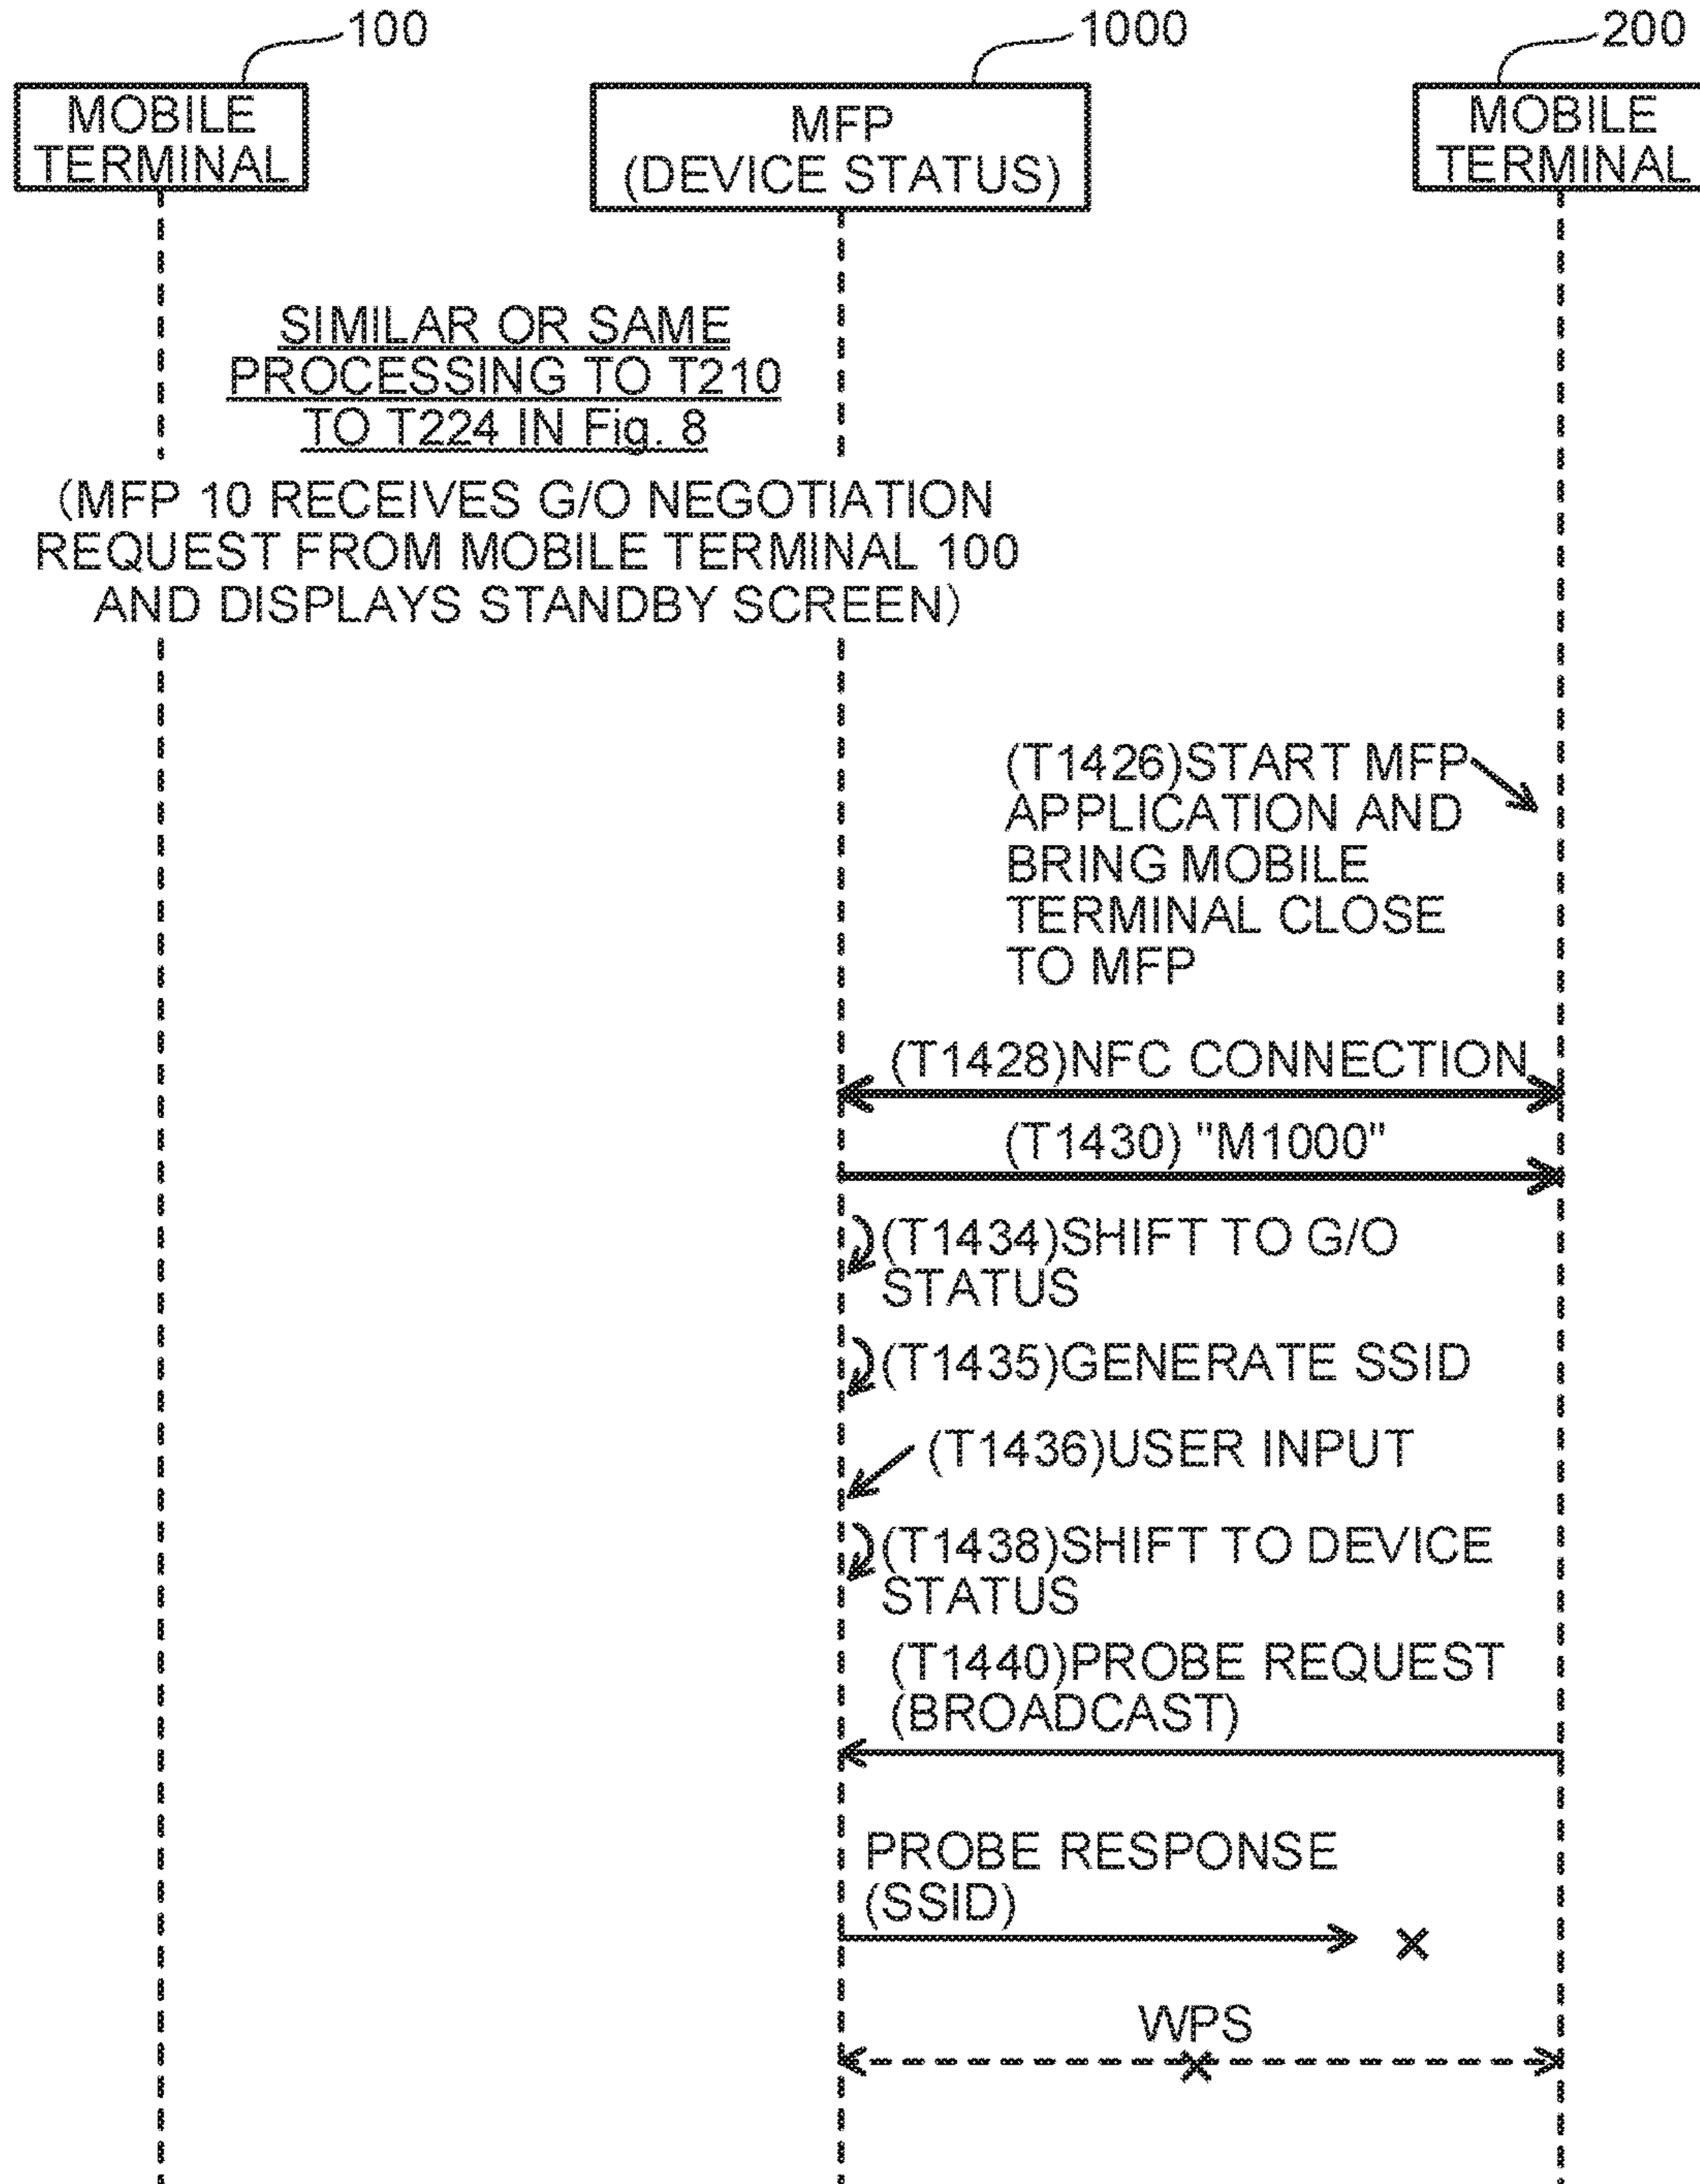 100
1000
200
MOBILE
TERMINAL
MFP
(DEVICE STATUS)
MOBILE
TERMINAL
SIMILAR OR SAME
PROCESSING TO T210
TO T224 IN Fig. 8
(MFP 10 RECEIVES G/O NEGOTIATION
REQUEST FROM MOBILE TERMINAL 100
AND DISPLAYS STANDBY SCREEN)
(T1426)START MFP
APPLICATION AND
BRING MOBILE
TERMINAL CLOSE
TO MFP
(T1428)NFC CONNECTION
(T1430) "M1000"
(T1434)SHIFT TO G/O
STATUS
(T1435)GENERATE SSID
(T1436)USER INPUT
(T1438)SHIFT TO DEVICE
STATUS
(T1440)PROBE REQUEST
(BROADCAST)
PROBE RESPONSE
(SSID)
WPS